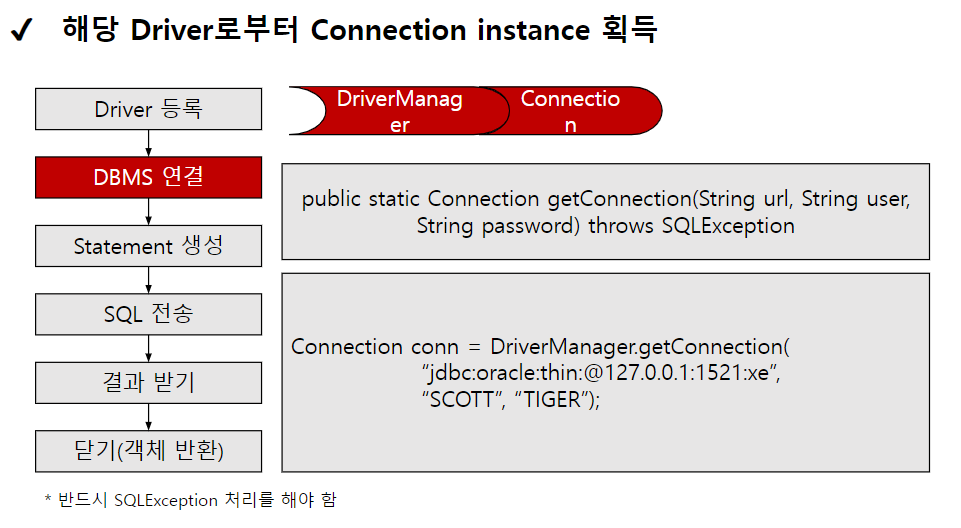 ✓ 해당 Driver로부터 Connection instance 획득
Driver 등록
DBMS 연결
Statement 생성
SQL 전송
결과 받기
닫기(객체 반환)
DriverManag
er
Connectio
n
public static Connection getConnection(String url, String user,
String password) throws SQLException
Connection conn = DriverManager.getConnection(
“jdbc:oracle:thin:@127.0.0.1:1521:xe”,
“SCOTT”, “TIGER”);
* 반드시 SQLException 처리를 해야 함